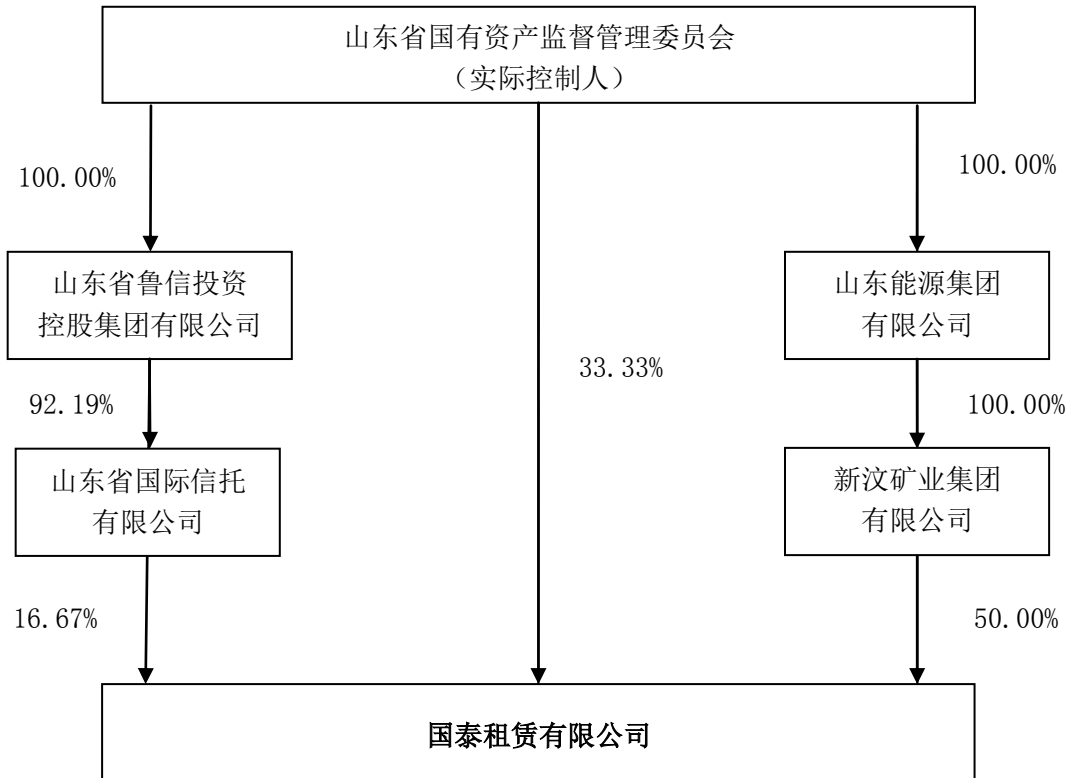 山东省国有资产监督管理委员会
（实际控制人）
100.00%
100.00%
山东省鲁信投资
控股集团有限公司
山东能源集团
有限公司
33.33%
92.19%
100.00%
山东省国际信托
有限公司
新汶矿业集团
有限公司
16.67%
50.00%
国泰租赁有限公司